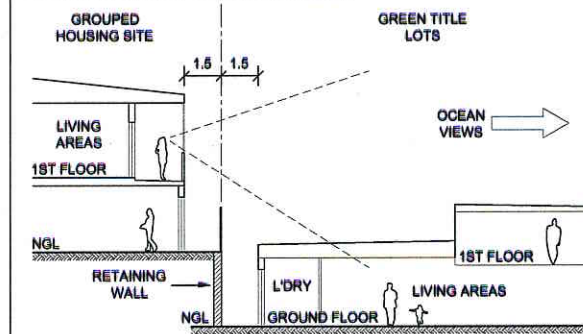 GROUPED
HOUSING SITE
GREEN TITLE
LOTS
1.5 1.5
LIVING
AREAS
OCEAN
VIEWS
1ST FLOOR
NGL
1ST FLOOR
RETAINING
WALL
L'DRY
LIVING AREAS
NGL
GROUND FLOOR